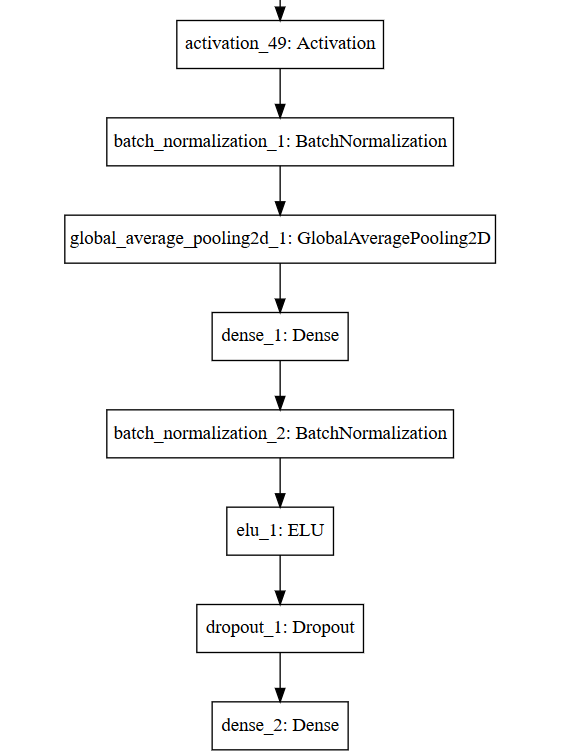 activation_49: Activation
batch_normalization_1: BatchNormalization
global_average_pooling2d_1: GlobalAveragePooling2D
dense_1: Dense
batch_normalization_2: BatchNormalization
elu_1: ELU
dropout_1: Dropout
dense_2: Dense